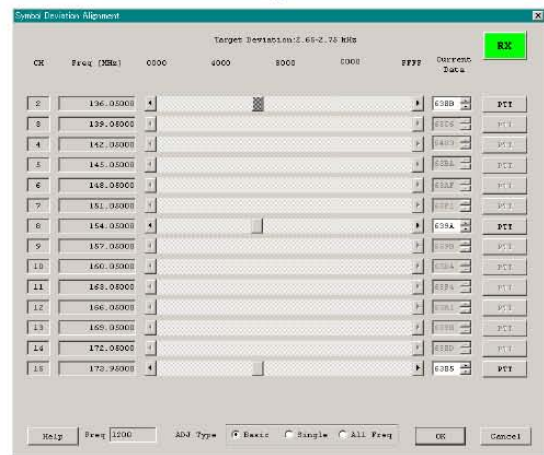 Symbol Deviation Alignment
Target Deviation:2.65-2.75 kHz
RX
CH Freq [MHz] 0000 4000 8000 C000 FFFF Current Data
2 136.05000 PTT
3 139.05000 PTT
4 142.05000 PTT
5 145.05000 PTT
6 148.05000 PTT
7 151.05000 PTT
8 154.05000 639A PTT
9 157.05000 PTT
10 160.05000 PTT
11 163.05000 PTT
12 166.05000 PTT
13 169.05000 PTT
14 172.05000 PTT
15 173.95000 63B5 PTT
Help Freq 1200 ADJ Type Basic Single All Freq OK Cancel